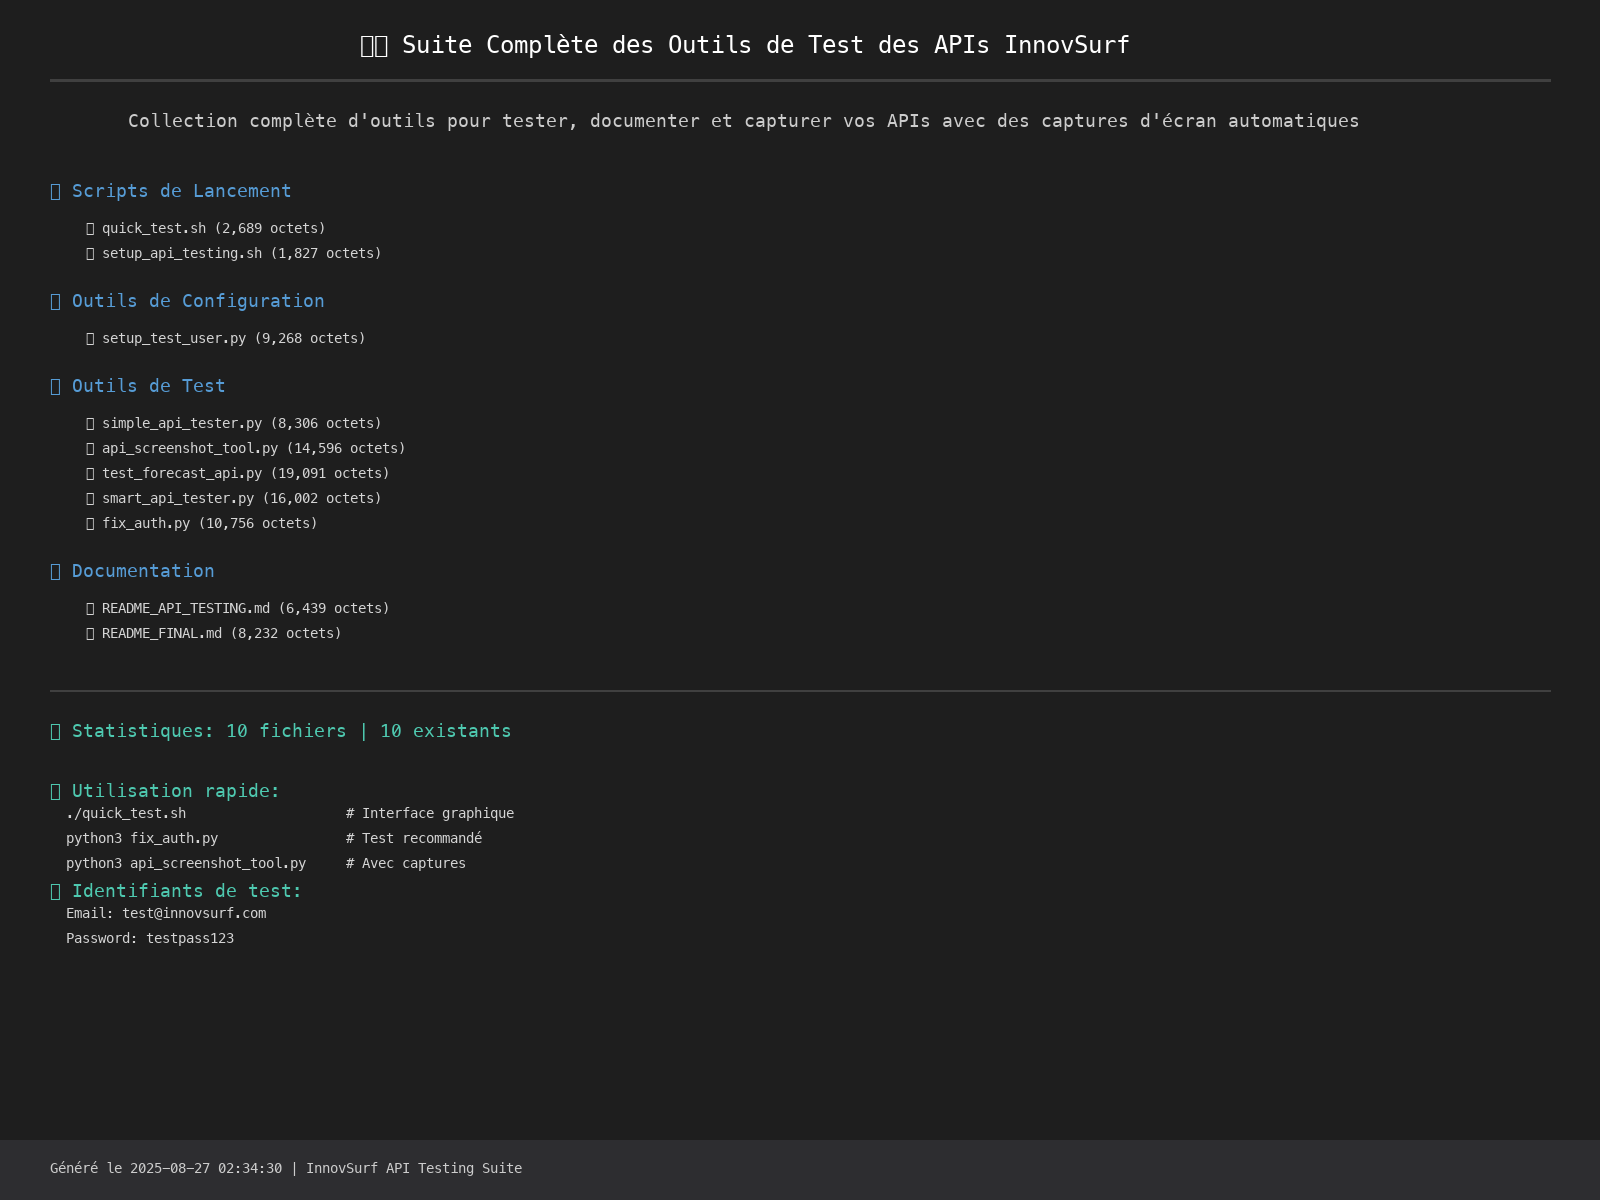 Suite Complète des Outils de Test des APIs InnovSurf
Collection complète d'outils pour tester, documenter et capturer vos APIs avec des captures d'écran automatiques
Scripts de Lancement
quick_test.sh (2,689 octets)
setup_api_testing.sh (1,827 octets)
Outils de Configuration
setup_test_user.py (9,268 octets)
Outils de Test
simple_api_tester.py (8,306 octets)
api_screenshot_tool.py (14,596 octets)
test_forecast_api.py (19,091 octets)
smart_api_tester.py (16,002 octets)
fix_auth.py (10,756 octets)
Documentation
README_API_TESTING.md (6,439 octets)
README_FINAL.md (8,232 octets)
Statistiques: 10 fichiers | 10 existants
Utilisation rapide:
./quick_test.sh # Interface graphique
python3 fix_auth.py # Test recommandé
python3 api_screenshot_tool.py # Avec captures
Identifiants de test:
Email: test@innovsurf.com
Password: testpass123
Généré le 2025-08-27 02:34:30 | InnovSurf API Testing Suite